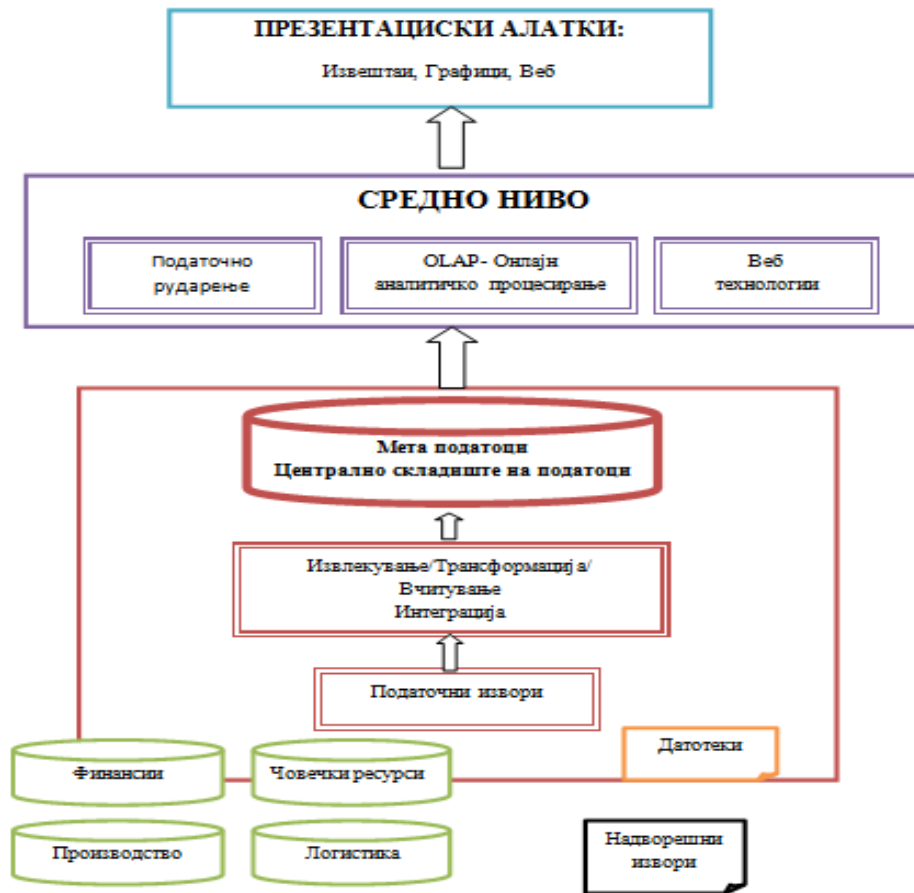 ПРЕЗЕНТАЦИСКИ АЛАТКИ:
Извештаи, Графици, Веб
СРЕДНО НИВО
Податочно
рударење
OLAP- Онлајн
аналитичко процесирање
Веб
технологии
Мета податоци
Централно складиште на податоци
Извлекување/Трансформација/
Вчитување
Интеграција
Податочни извори
Финансии
Човечки ресурси
Датотеки
Производство
Логистика
Надворешни
извори